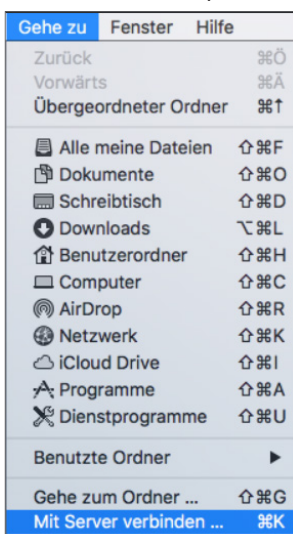 Gehe zu Fenster Hilfe
Zurück ⌘Ö
Vorwärts ⌘Ä
Übergeordneter Ordner ⌘↑
Alle meine Dateien ⇧⌘F
Dokumente ⇧⌘O
Schreibtisch ⇧⌘D
Downloads ⌥⌘L
Benutzerordner ⇧⌘H
Computer ⇧⌘C
AirDrop ⇧⌘R
Netzwerk ⇧⌘K
iCloud Drive ⇧⌘I
Programme ⇧⌘A
Dienstprogramme ⇧⌘U
Benutzte Ordner ▶
Gehe zum Ordner ... ⇧⌘G
Mit Server verbinden ... ⌘K